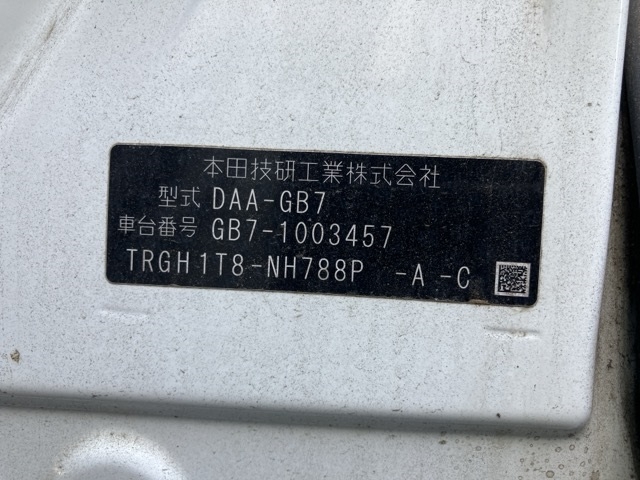 本田技研工業株式会社
型式 DAA-GB7
車台番号 GB7-1003457
TRGH1T8-NH788P -A -C